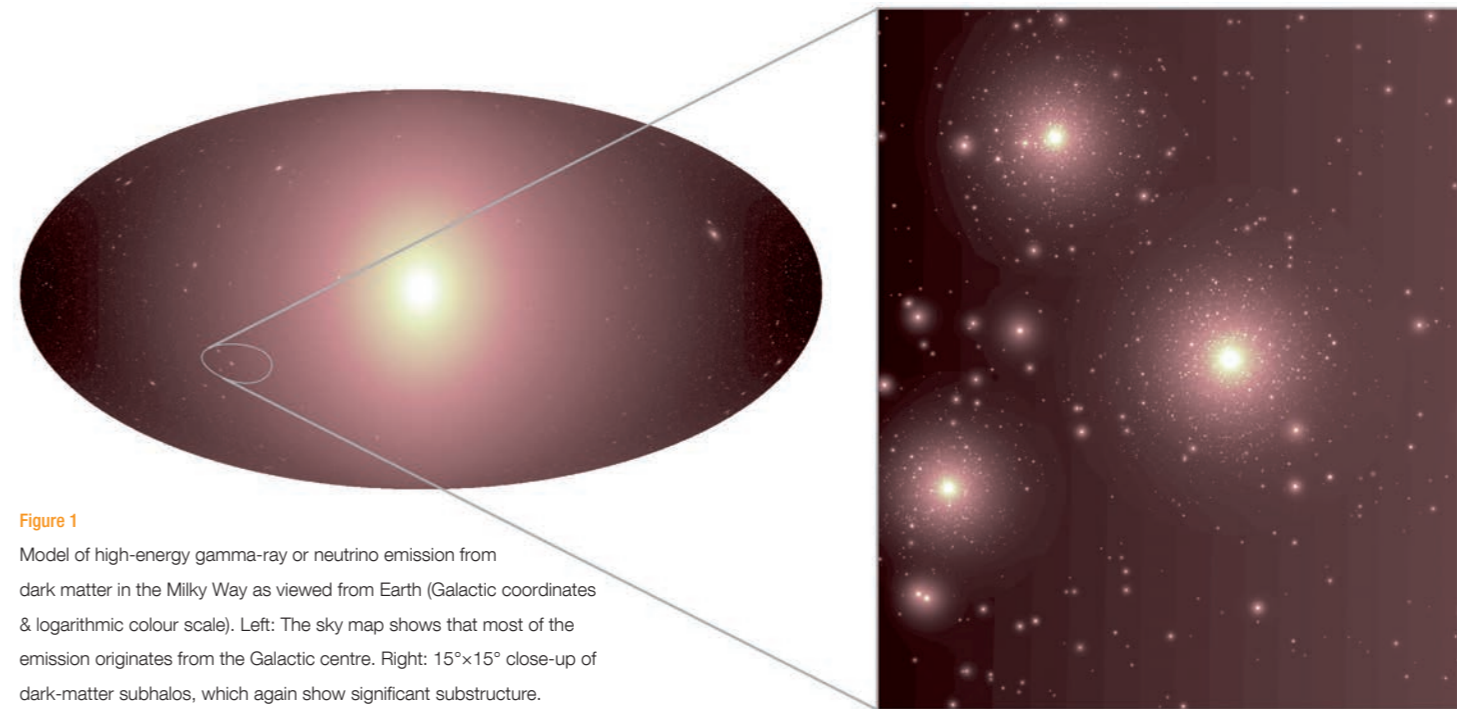 Figure 1
Model of high-energy gamma-ray or neutrino emission from
dark matter in the Milky Way as viewed from Earth (Galactic coordinates
& logarithmic colour scale). Left: The sky map shows that most of the
emission originates from the Galactic centre. Right: 15°×15° close-up of
dark-matter subhalos, which again show significant substructure.